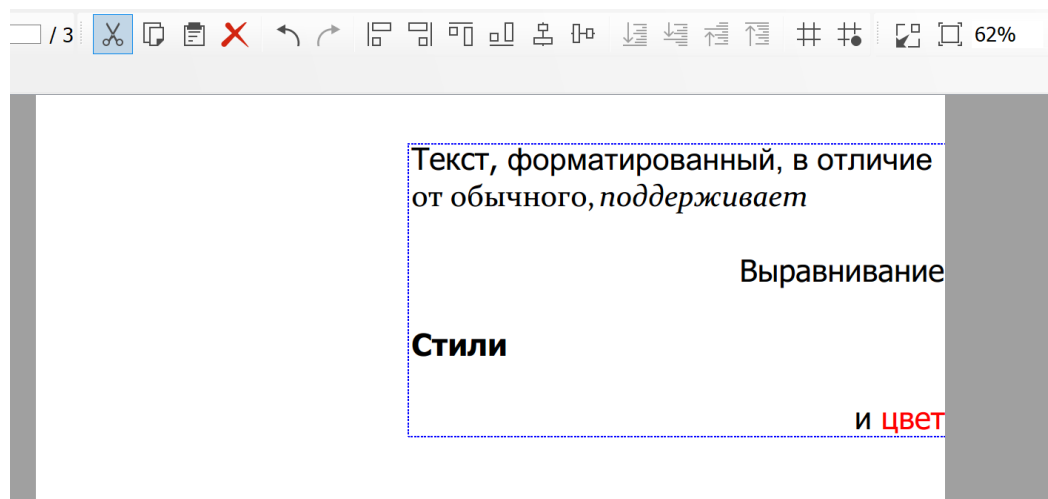 / 3
62%
Текст, форматированный, в отличие
от обычного, поддерживает
Выравнивание
Стили
и цвет